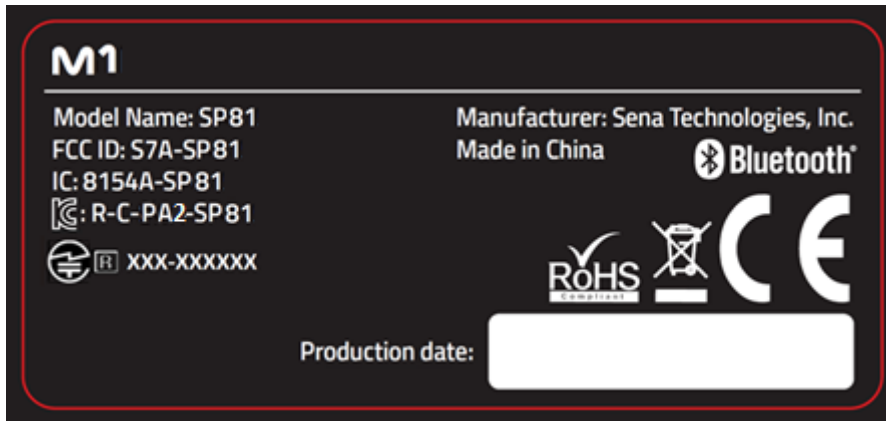 M1
Model Name: SP81
FCC ID: S7A-SP81
IC: 8154A-SP81
KC: R-C-PA2-SP81
R XXX-XXXXXX
Manufacturer: Sena Technologies, Inc.
Made in China
Bluetooth®
RoHS
Compliant
CE
Production date: